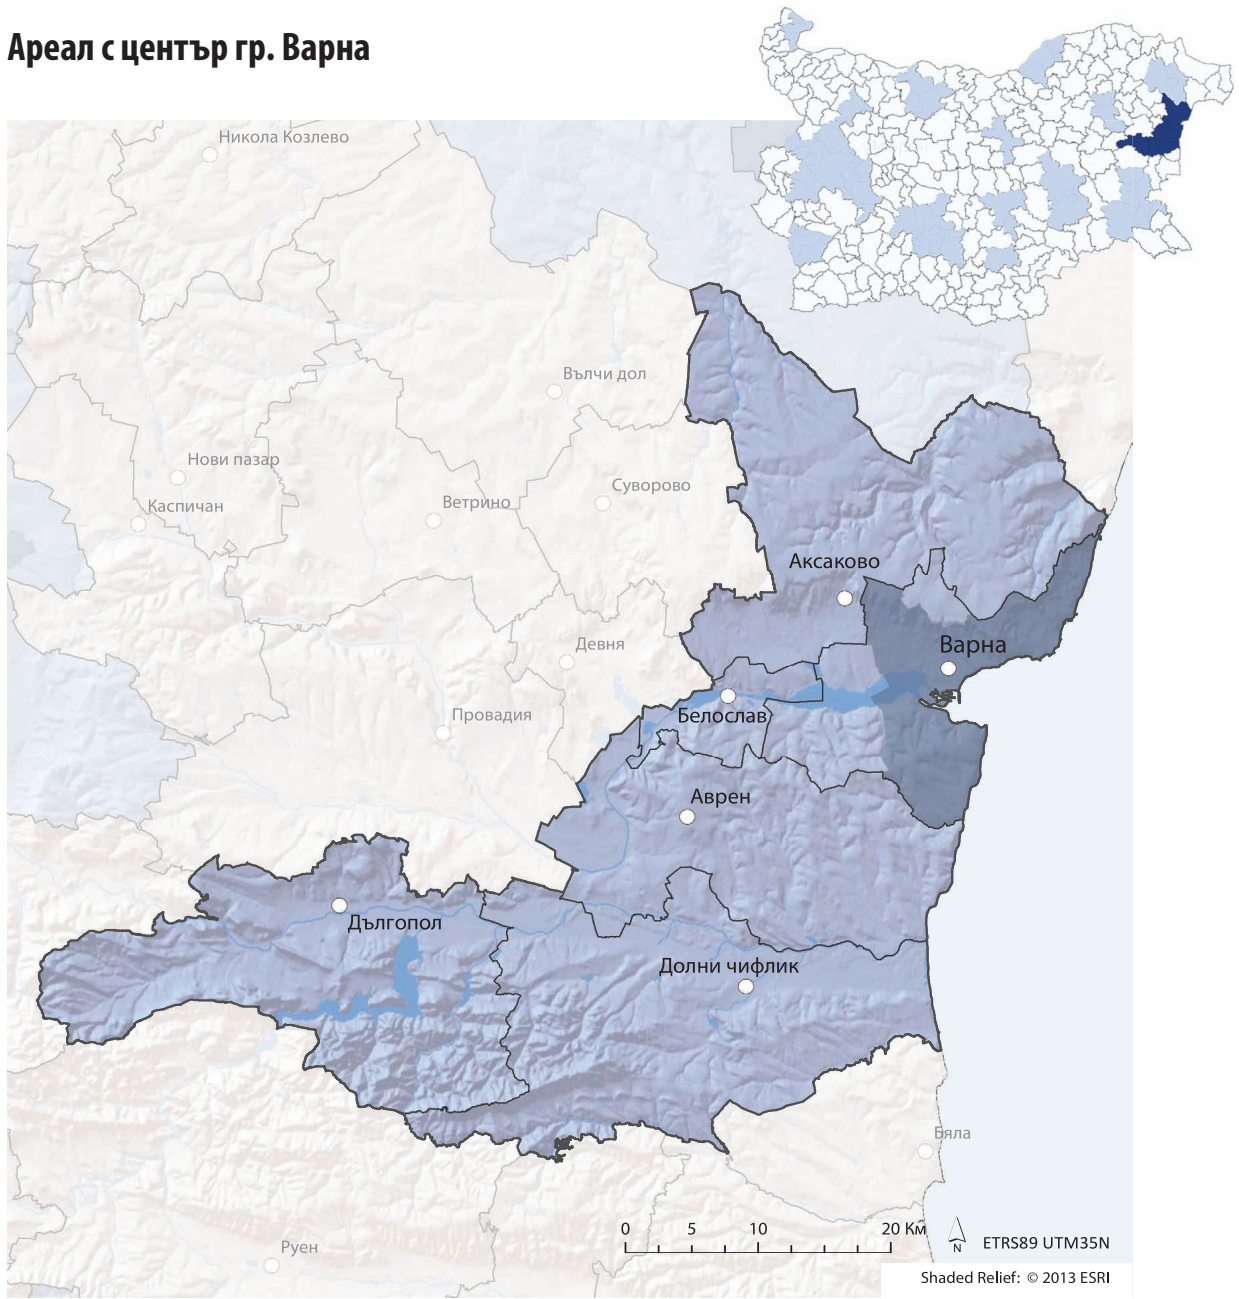 Ареал с център гр. Варна
Никола Козлево
Вълчи дол
Нови пазар
Суворово
Каспичан
Ветрино
Аксаково
Девня
Варна
Провадия
Белослав
Аврен
Дългопол
Долни чифлик
Бяла
Руен
0 5 10 20 Км
N
ETRS89 UTM35N
Shaded Relief: © 2013 ESRI